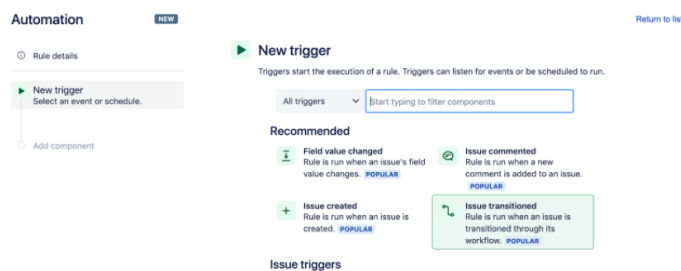 Automation NEW
Return to lis
Rule details
New trigger
Select an event or schedule.
Add component
New trigger
Triggers start the execution of a rule. Triggers can listen for events or be scheduled to run.
All triggers
Start typing to filter components
Recommended
Field value changed
Rule is run when an issue's field
value changes. POPULAR
Issue commented
Rule is run when a new
comment is added to an issue.
POPULAR
Issue created
Rule is run when an issue is
created. POPULAR
Issue transitioned
Rule is run when an issue is
transitioned through its
workflow. POPULAR
Issue triggers